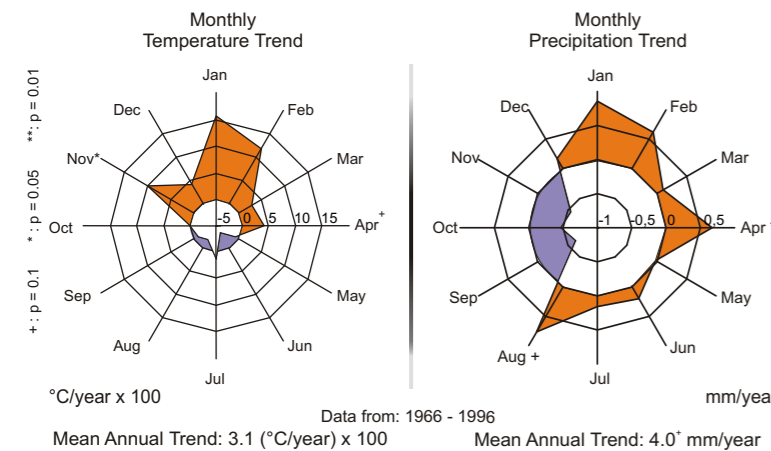 Monthly
Temperature Trend
Jan
Feb
Mar
Apr⁺
May
Jun
Jul
Aug
Sep
Oct
Nov*
Dec
-5 0 5 10 15
**: p = 0.01
* : p = 0.05
+ : p = 0.1
°C/year x 100
Monthly
Precipitation Trend
Jan
Feb
Mar
Apr
May
Jun
Jul
Aug +
Sep
Oct
Nov
Dec
-1 -0,5 0 0,5
mm/yea
Data from: 1966 - 1996
Mean Annual Trend: 3.1 (°C/year) x 100
Mean Annual Trend: 4.0⁺ mm/year